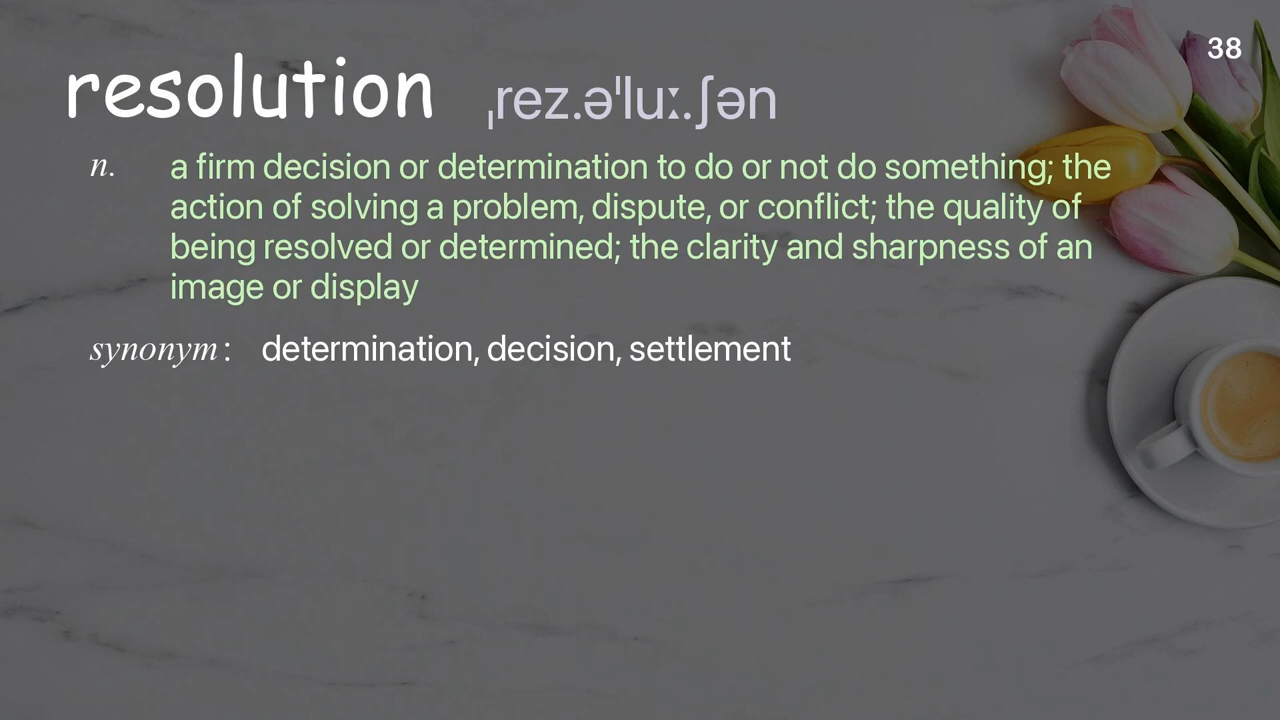 38
resolution ˌrez.əˈluː.ʃən
n. a firm decision or determination to do or not do something; the
action of solving a problem, dispute, or conflict; the quality of
being resolved or determined; the clarity and sharpness of an
image or display
synonym: determination, decision, settlement